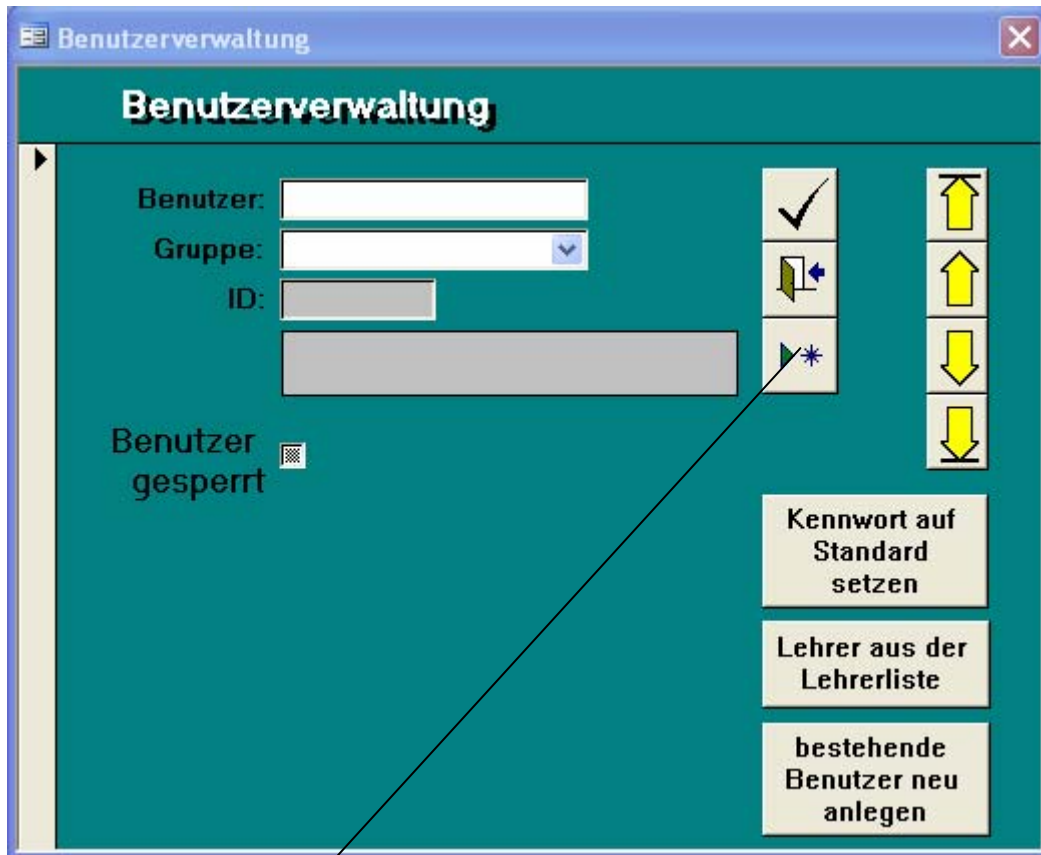 Benutzerverwaltung
Benutzerverwaltung
Benutzer:
Gruppe:
ID:
Benutzer
gesperrt
Kennwort auf
Standard
setzen
Lehrer aus der
Lehrerliste
bestehende
Benutzer neu
anlegen